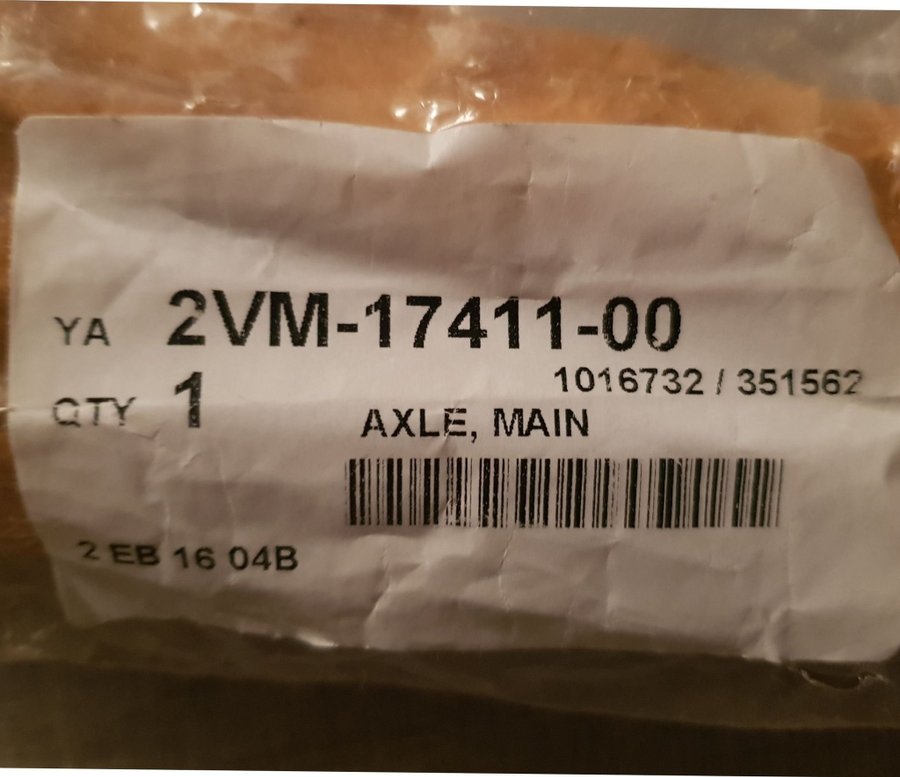 YA 2VM-17411-00
1016732 / 351562
QTY 1
AXLE, MAIN
2 EB 16 04B